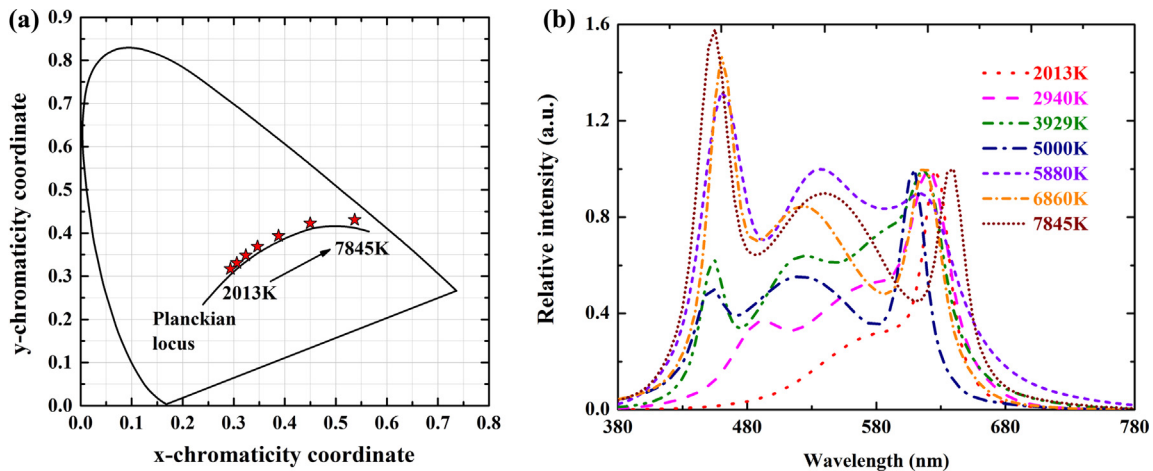 (a)
0.9
0.8
0.7
0.6
0.5
0.4
0.3
0.2
0.1
0.0
y-chromaticity coordinate
7845K
2013K
Planckian
locus
0.0 0.1 0.2 0.3 0.4 0.5 0.6 0.7 0.8
x-chromaticity coordinate
(b)
1.6
1.2
0.8
0.4
0.0
Relative intensity (a.u.)
2013K
2940K
3929K
5000K
5880K
6860K
7845K
380 480 580 680 780
Wavelength (nm)